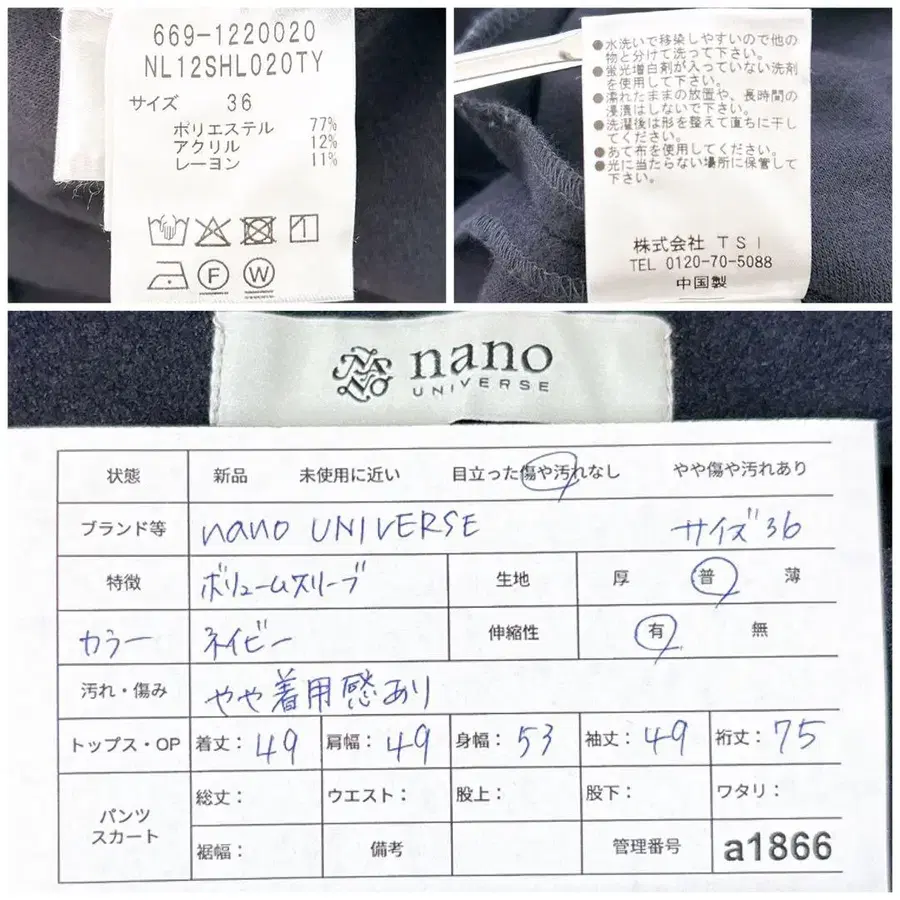 669-1220020
NL12SHL020TY
サイズ 36
ポリエステル 77%
アクリル 12%
レーヨン 11%
F W
●水洗いで移染しやすいので他の
物と分けて洗って下さい。
●蛍光増白剤が入っていない洗剤
を使用して下さい。
●濡れたままの放置や、長時間の
浸漬はしないで下さい。
●洗濯後は形を整えて直ちに干し
てください。
●あて布を使用してください。
●光に当たらない場所に保管して
下さい。
株式会社 TSI
TEL 0120-70-5088
中国製
nano
UNIVERSE
状態 新品 未使用に近い 目立った傷や汚れなし やや傷や汚れあり
ブランド等 nano UNIVERSE サイズ36
特徴 ボリュームスリーブ 生地 厚 普 薄
カラー ネイビー 伸縮性 有 無
汚れ・傷み やや着用感あり
トップス・OP 着丈:49 肩幅:49 身幅:53 袖丈:49 裄丈:75
パンツ
スカート
総丈: ウエスト: 股上: 股下: ワタリ:
裾幅: 備考 管理番号 a1866